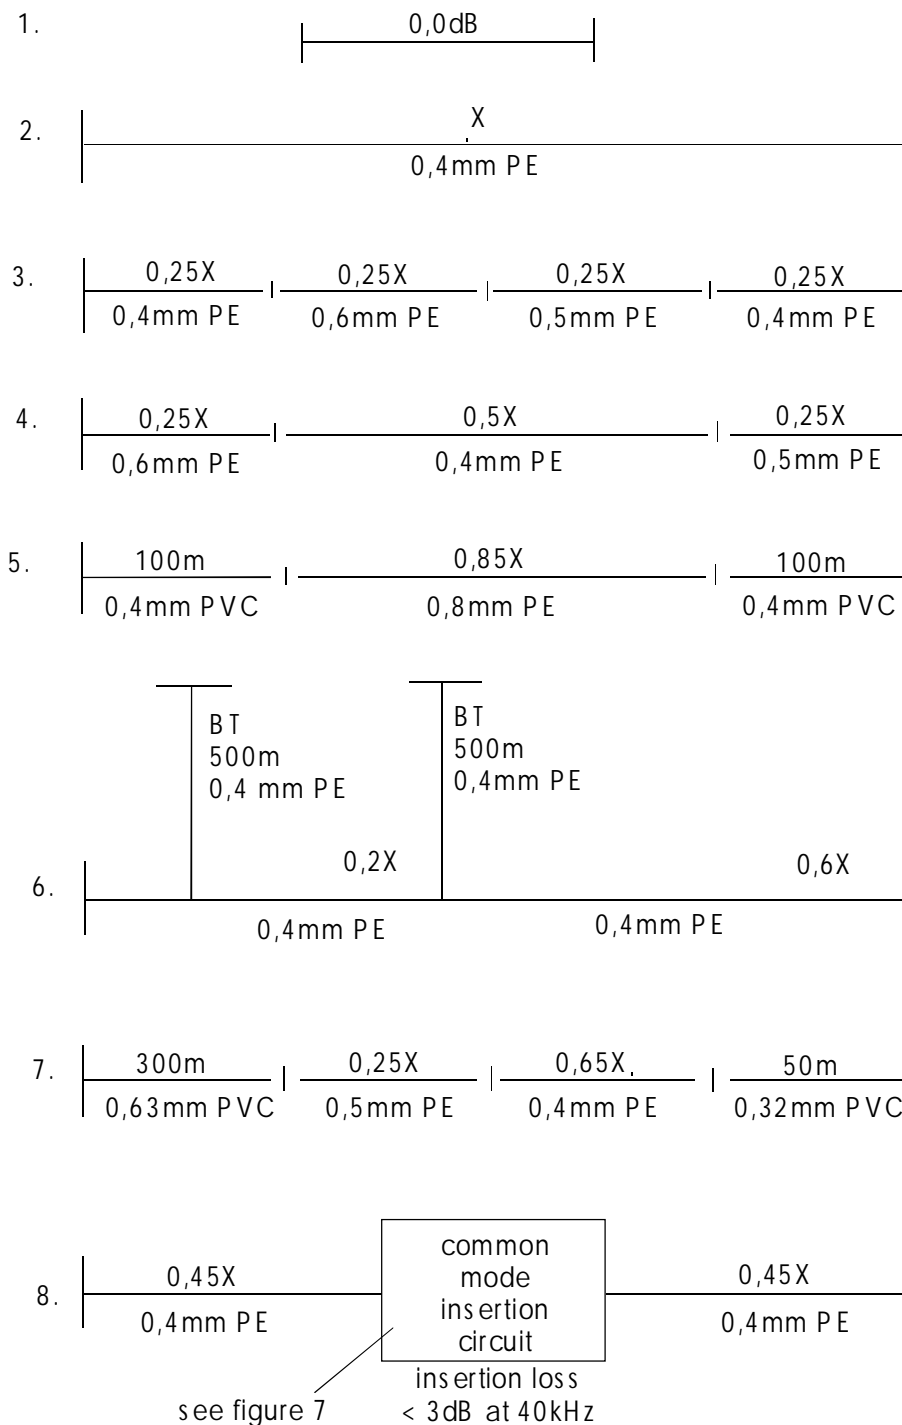 1.
0,0dB
2.
X
0,4mm PE
3.
0,25X 0,25X 0,25X 0,25X
0,4mm PE 0,6mm PE 0,5mm PE 0,4mm PE
4.
0,25X 0,5X 0,25X
0,6mm PE 0,4mm PE 0,5mm PE
5.
100m 0,85X 100m
0,4mm PVC 0,8mm PE 0,4mm PVC
BT
500m
0,4 mm PE
BT
500m
0,4mm PE
6.
0,2X 0,6X
0,4mm PE 0,4mm PE
7.
300m 0,25X 0,65X 50m
0,63mm PVC 0,5mm PE 0,4mm PE 0,32mm PVC
8.
0,45X
0,4mm PE
common
mode
insertion
circuit
0,45X
0,4mm PE
insertion loss
< 3dB at 40kHz
see figure 7